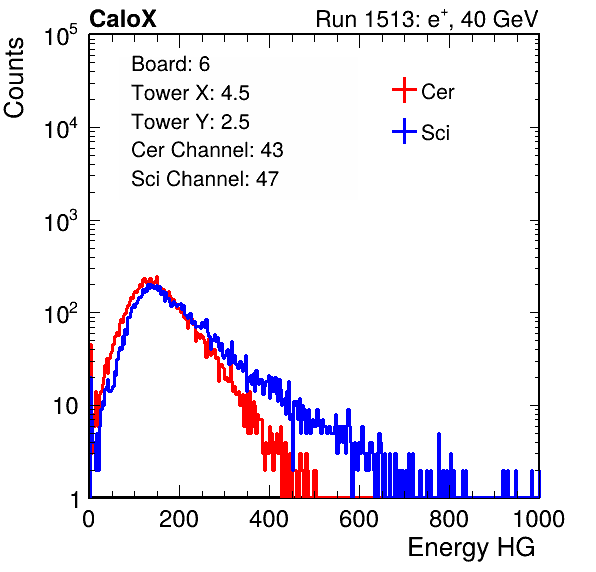 CaloX Run 1513: e⁺, 40 GeV
Counts
Board: 6
Tower X: 4.5
Tower Y: 2.5
Cer Channel: 43
Sci Channel: 47
Cer
Sci
10⁵
10⁴
10³
10²
10
1
0 200 400 600 800 1000
Energy HG